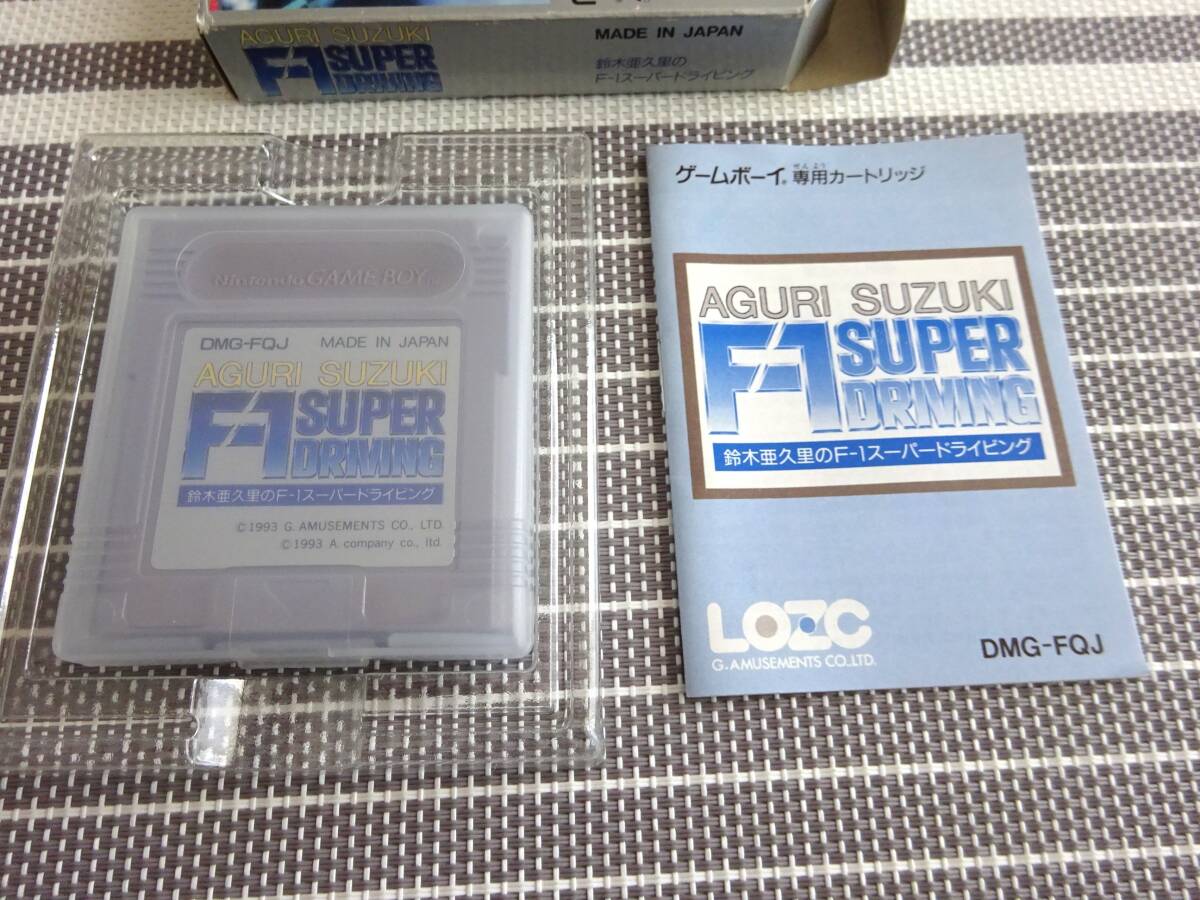 AGURI SUZUKI
F-1 SUPER
DRIVING
MADE IN JAPAN
鈴木亜久里の
F-1スーパードライビング
Nintendo GAME BOY
DMG-FQJ MADE IN JAPAN
AGURI SUZUKI
F-1 SUPER
DRIVING
鈴木亜久里のF-1スーパードライビング
©1993 G. AMUSEMENTS CO., LTD.
©1993 A. company co., ltd.
ぜんよう
ゲームボーイ® 専用カートリッジ
AGURI SUZUKI
F-1 SUPER
DRIVING
鈴木亜久里のF-1スーパードライビング
LOZC
G. AMUSEMENTS CO., LTD.
DMG-FQJ